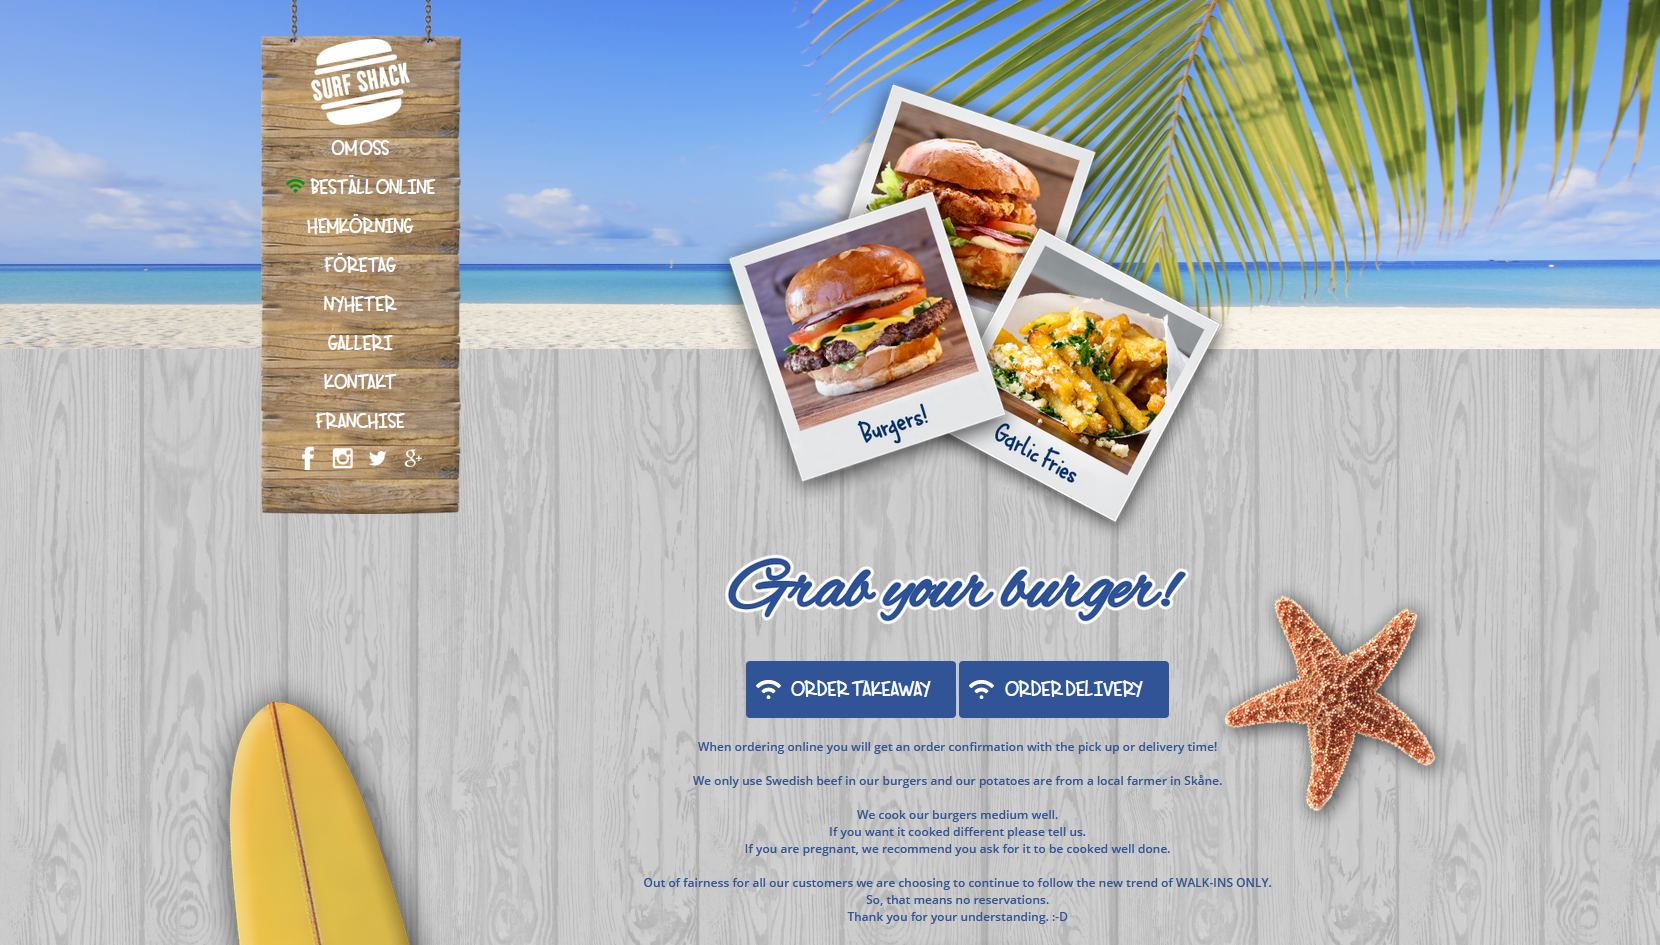 SURF SHACK
OM OSS
BESTÄLL ONLINE
HEMKÖRNING
FÖRETAG
NYHETER
GALLERI
KONTAKT
FRANCHISE
Burgers!
Garlic Fries
Grab your burger!
ORDER TAKEAWAY
ORDER DELIVERY
When ordering online you will get an order confirmation with the pick up or delivery time!
We only use Swedish beef in our burgers and our potatoes are from a local farmer in Skåne.
We cook our burgers medium well.
If you want it cooked different please tell us.
If you are pregnant, we recommend you ask for it to be cooked well done.
Out of fairness for all our customers we are choosing to continue to follow the new trend of WALK-INS ONLY.
So, that means no reservations.
Thank you for your understanding. :-D